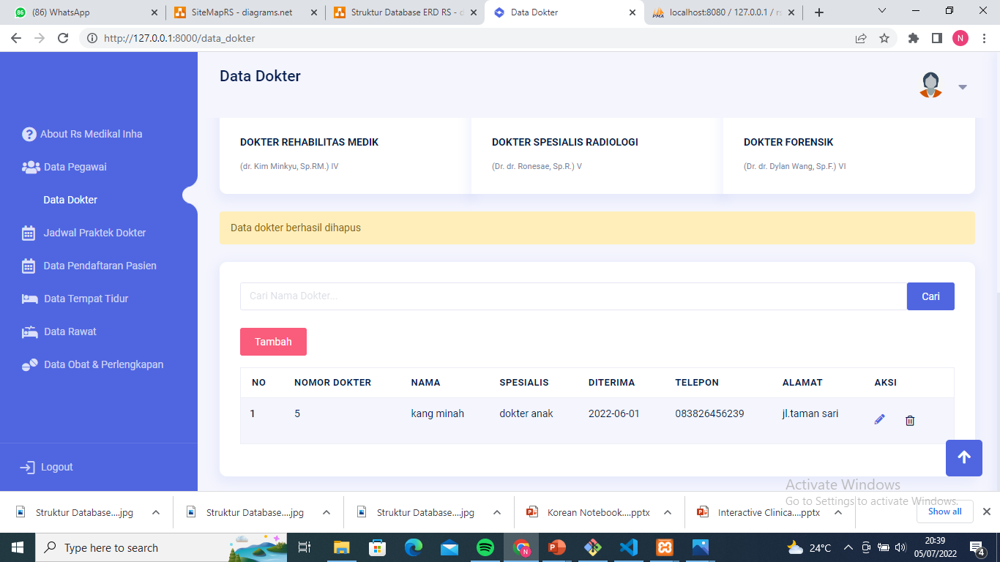 (86) WhatsApp
SiteMapRS - diagrams.net
Struktur Database ERD RS - d
Data Dokter
localhost:8080 / 127.0.0.1 / rs
http://127.0.0.1:8000/data_dokter
N
Data Dokter
About Rs Medikal Inha
Data Pegawai
Data Dokter
Jadwal Praktek Dokter
Data Pendaftaran Pasien
Data Tempat Tidur
Data Rawat
Data Obat & Perlengkapan
Logout
DOKTER REHABILITAS MEDIK
(dr. Kim Minkyu, Sp.RM.) IV
DOKTER SPESIALIS RADIOLOGI
(Dr. dr. Ronesae, Sp.R.) V
DOKTER FORENSIK
(Dr. dr. Dylan Wang, Sp.F.) VI
Data dokter berhasil dihapus
Cari Nama Dokter...
Cari
Tambah
NO NOMOR DOKTER NAMA SPESIALIS DITERIMA TELEPON ALAMAT AKSI
1 5 kang minah dokter anak 2022-06-01 083826456239 jl.taman sari
Activate Windows
Go to Settings to activate Windows.
Struktur Database....jpg
Struktur Database....jpg
Struktur Database....jpg
Korean Notebook....pptx
Interactive Clinica....pptx
Show all
Type here to search
24°C
20:39
05/07/2022
4